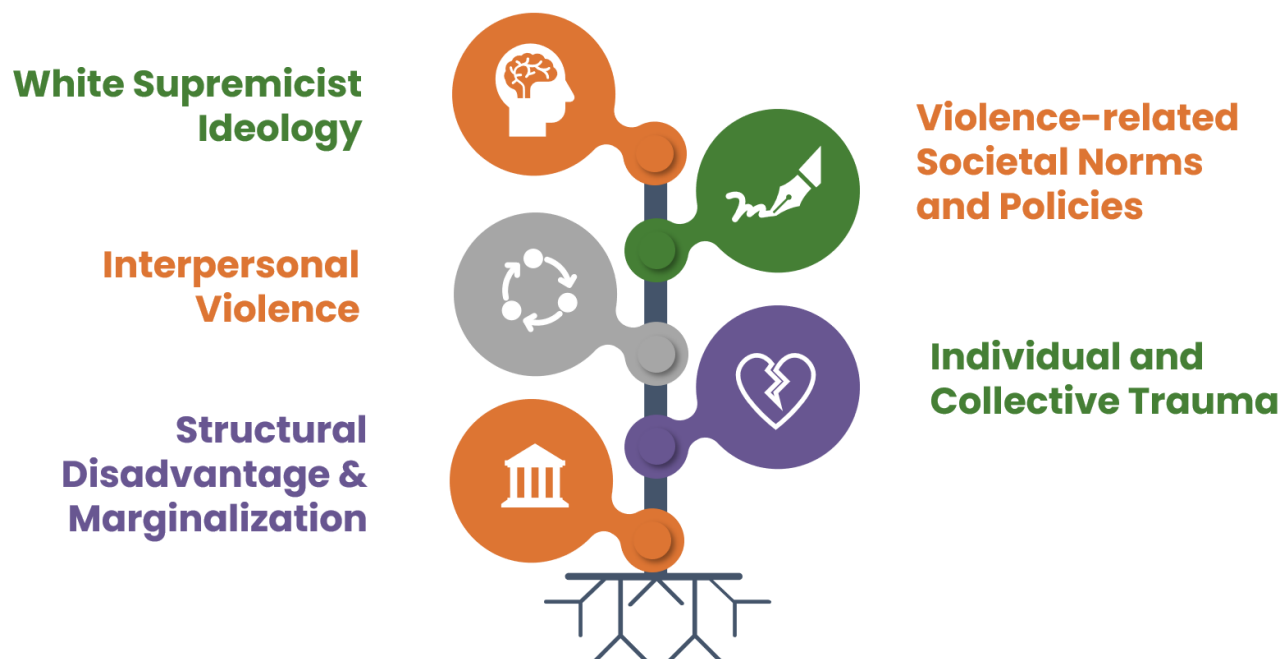 White Supremicist
Ideology
Violence-related
Societal Norms
and Policies
Interpersonal
Violence
Individual and
Collective Trauma
Structural
Disadvantage &
Marginalization